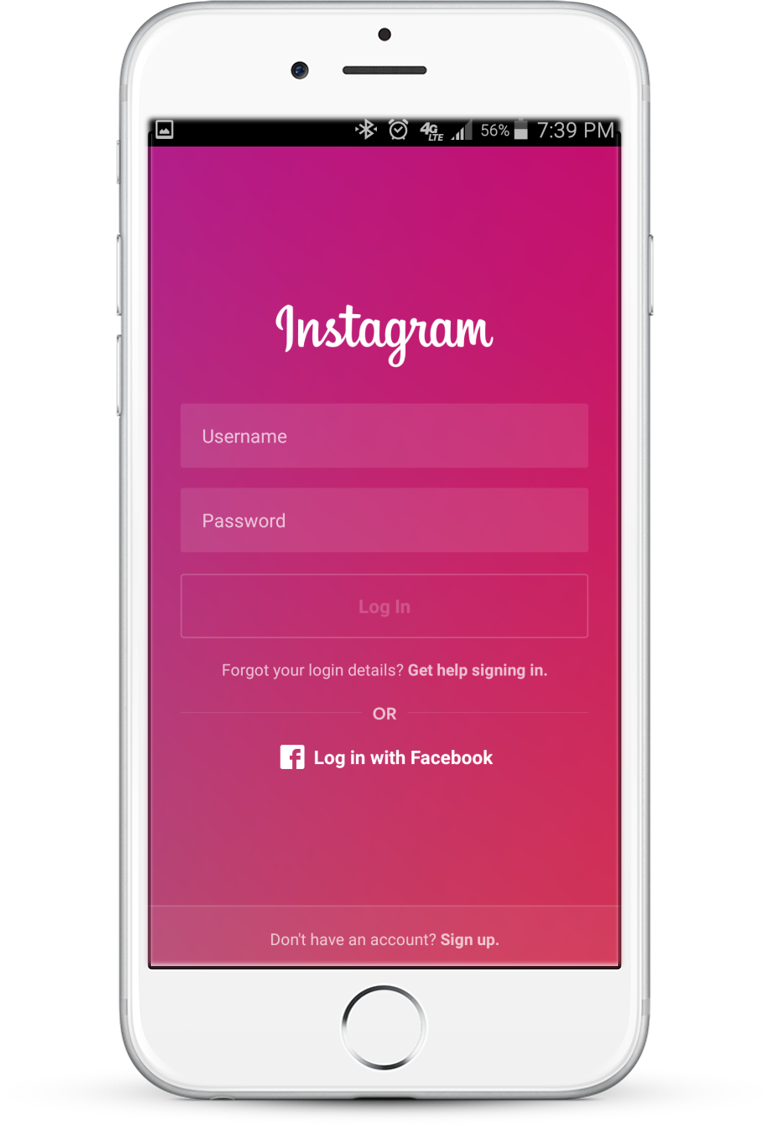 4G LTE 56% 7:39 PM
Instagram
Username
Password
Log In
Forgot your login details? Get help signing in.
OR
f Log in with Facebook
Don't have an account? Sign up.